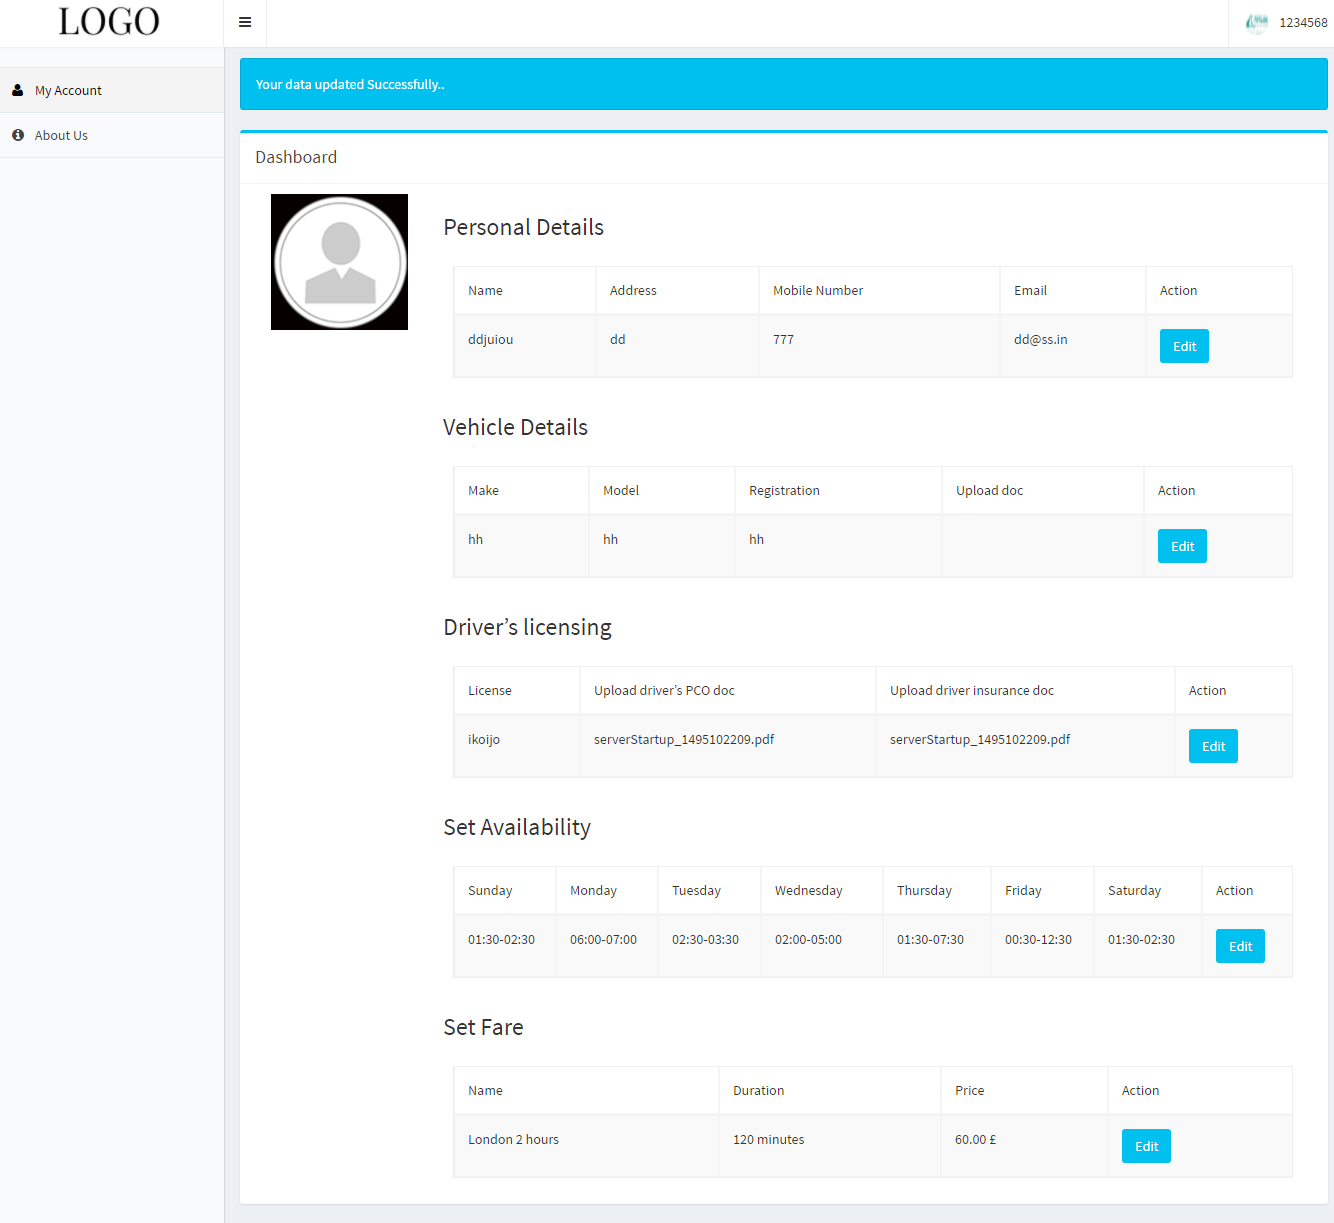 LOGO
1234568
My Account
About Us
Your data updated Successfully..
Dashboard
Personal Details
Name Address Mobile Number Email Action
ddjuiou dd 777 dd@ss.in Edit
Vehicle Details
Make Model Registration Upload doc Action
hh hh hh Edit
Driver’s licensing
License Upload driver’s PCO doc Upload driver insurance doc Action
ikoijo serverStartup_1495102209.pdf serverStartup_1495102209.pdf Edit
Set Availability
Sunday Monday Tuesday Wednesday Thursday Friday Saturday Action
01:30-02:30 06:00-07:00 02:30-03:30 02:00-05:00 01:30-07:30 00:30-12:30 01:30-02:30 Edit
Set Fare
Name Duration Price Action
London 2 hours 120 minutes 60.00 £ Edit